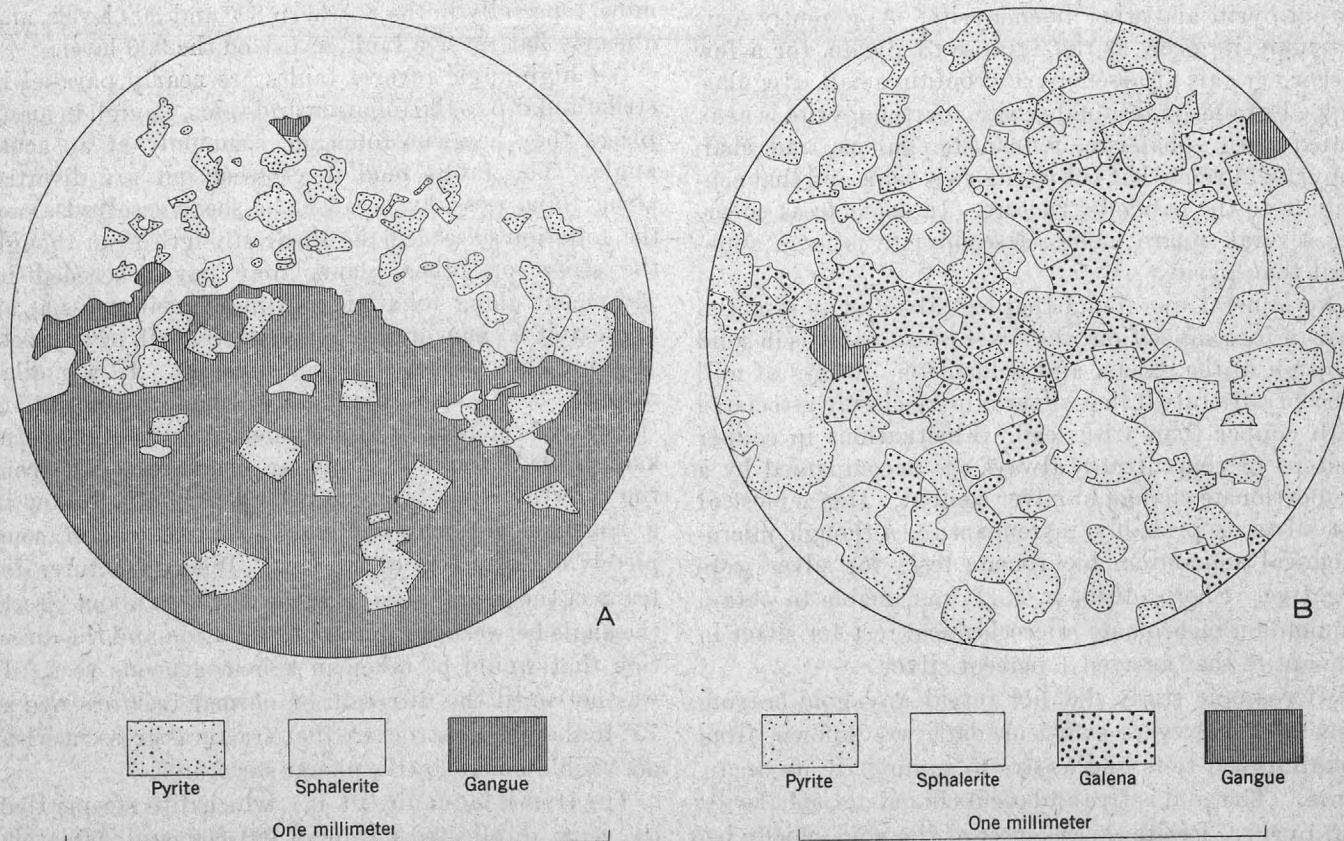 A
B
Pyrite
Sphalerite
Gangue
One millimeter
Pyrite
Sphalerite
Galena
Gangue
One millimeter